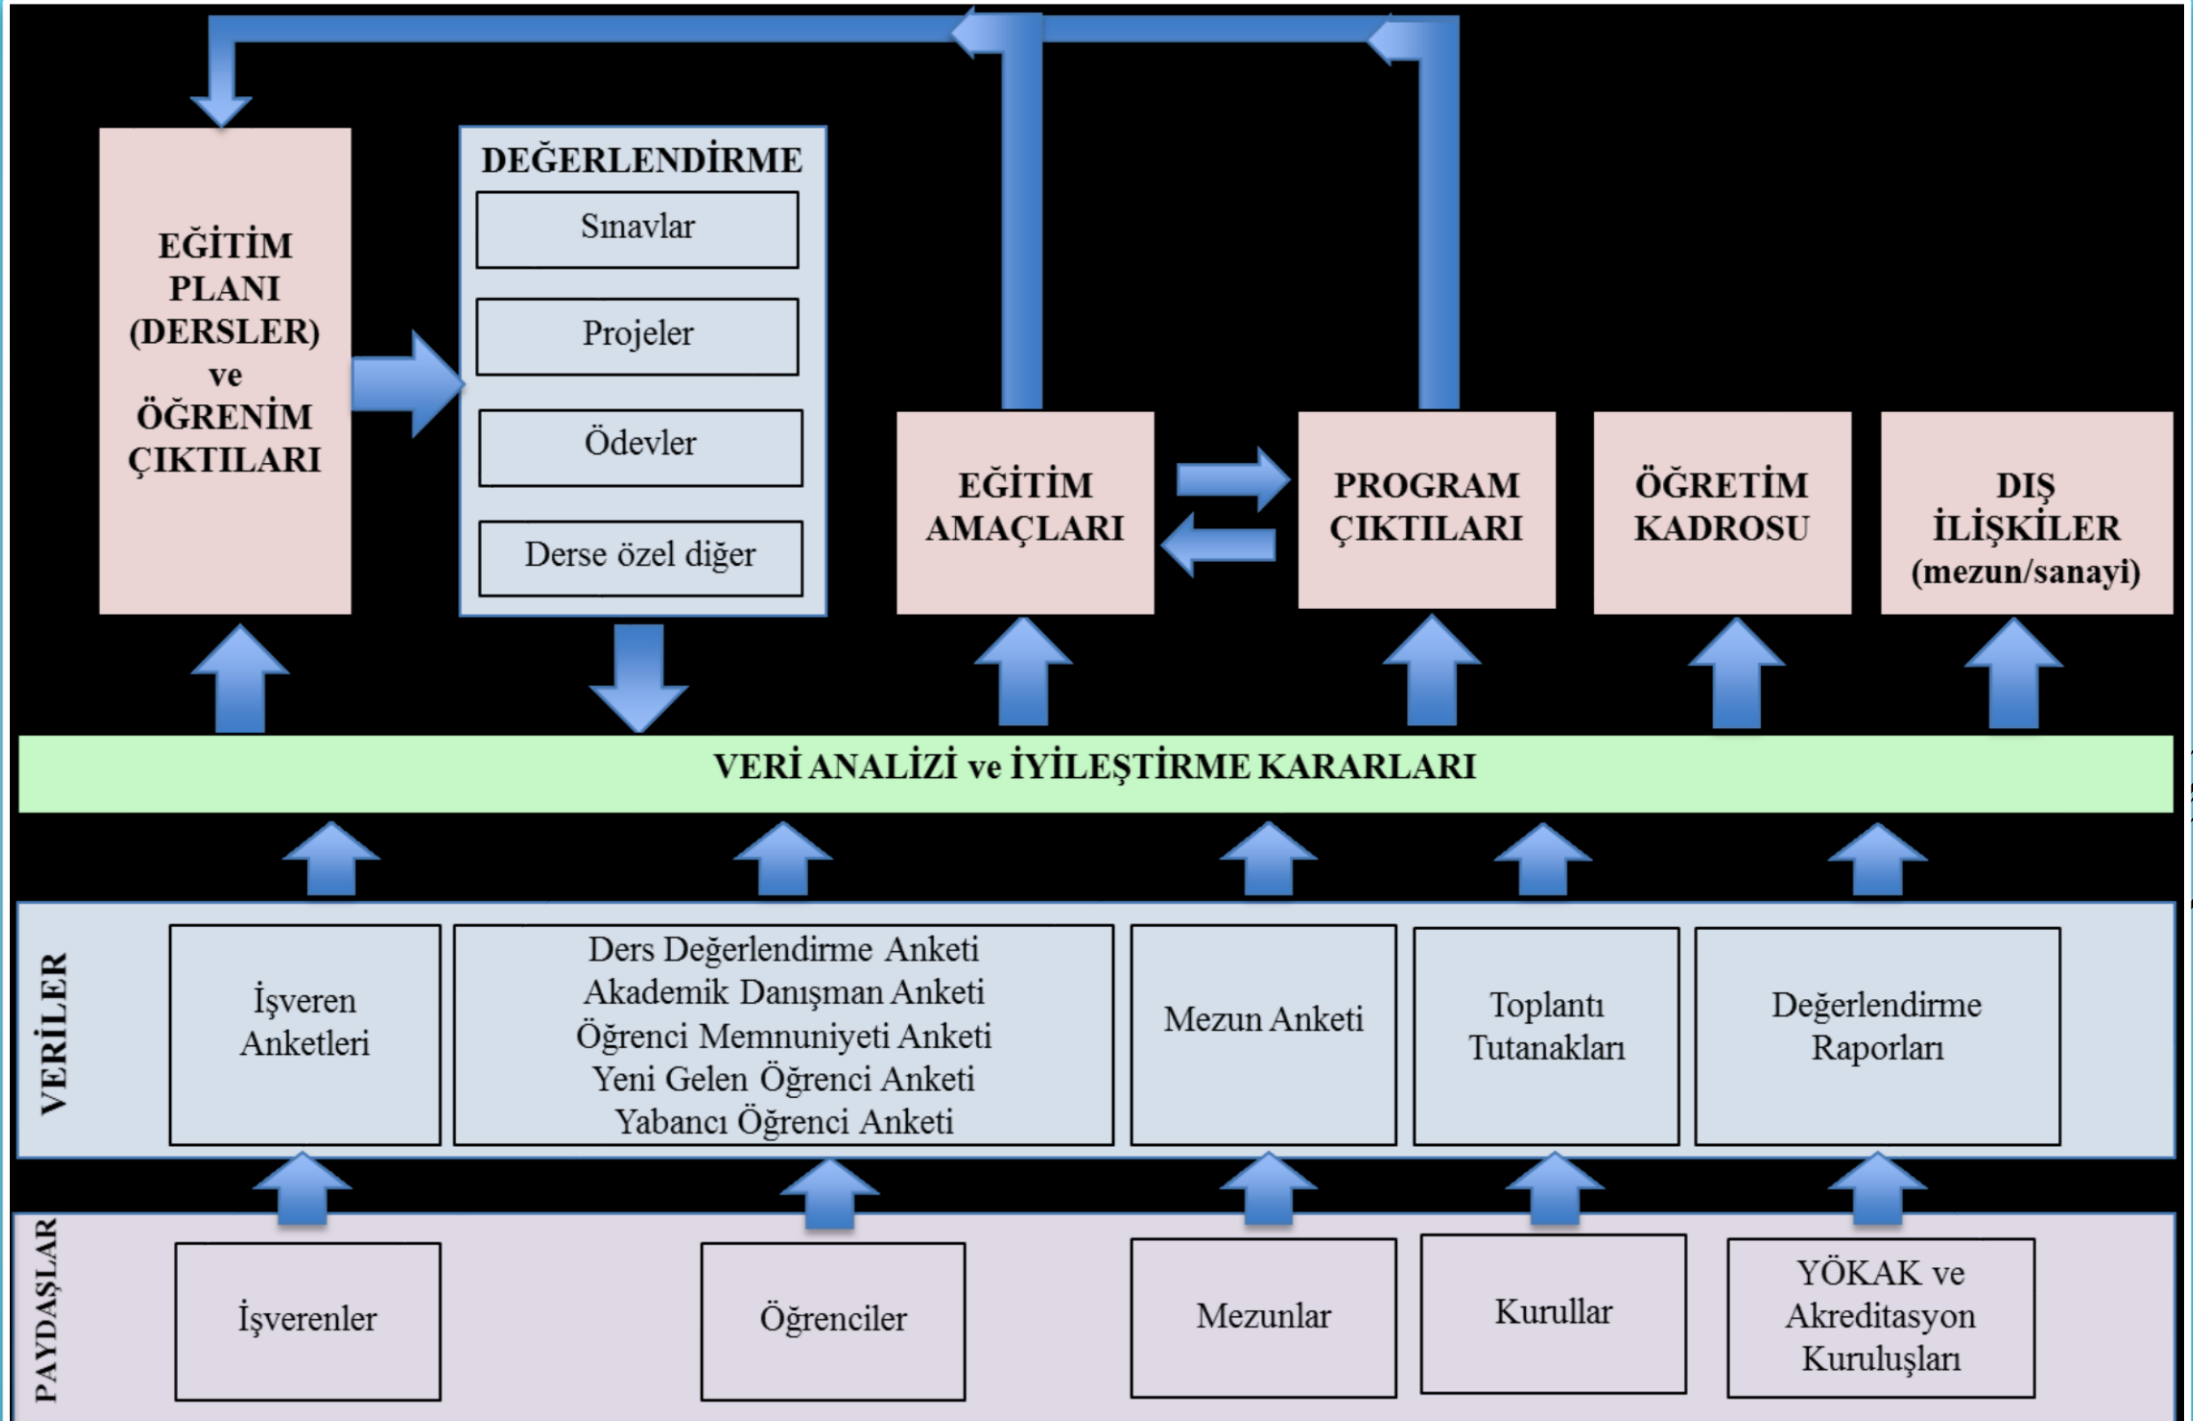 EĞİTİM
PLANI
(DERSLER)
ve
ÖĞRENİM
ÇIKTILARI
DEĞERLENDİRME
Sınavlar
Projeler
Ödevler
Derse özel diğer
EĞİTİM
AMAÇLARI
PROGRAM
ÇIKTILARI
ÖĞRETİM
KADROSU
DIŞ
İLİŞKİLER
(mezun/sanayi)
VERİ ANALİZİ ve İYİLEŞTİRME KARARLARI
VERİLER
İşveren
Anketleri
Ders Değerlendirme Anketi
Akademik Danışman Anketi
Öğrenci Memnuniyeti Anketi
Yeni Gelen Öğrenci Anketi
Yabancı Öğrenci Anketi
Mezun Anketi
Toplantı
Tutanakları
Değerlendirme
Raporları
PAYDAŞLAR
İşverenler
Öğrenciler
Mezunlar
Kurullar
YÖKAK ve
Akreditasyon
Kuruluşları